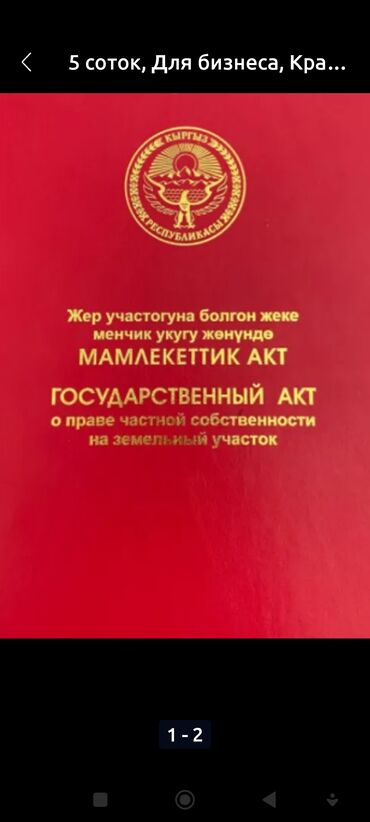 5 соток, Для бизнеса, Кра...
КЫРГЫЗ
РЕСПУБЛИКАСЫ
Жер участогуна болгон жеке
менчик укугу жөнүндө
МАМЛЕКЕТТИК АКТ
ГОСУДАРСТВЕННЫЙ АКТ
о праве частной собственности
на земельный участок
1 - 2